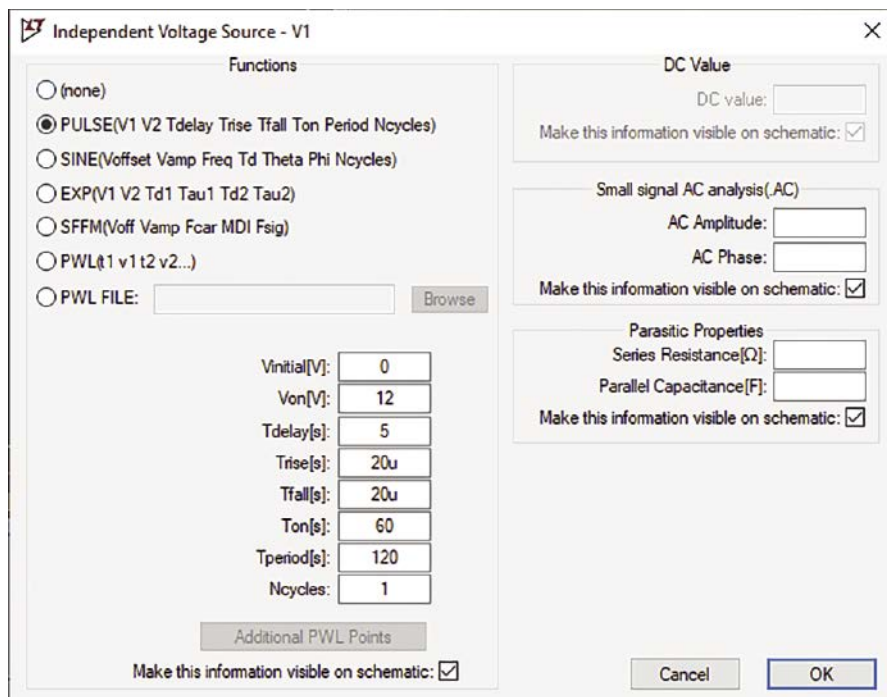 Independent Voltage Source - V1
Functions
(none)
PULSE(V1 V2 Tdelay Trise Tfall Ton Period Ncycles)
SINE(Voffset Vamp Freq Td Theta Phi Ncycles)
EXP(V1 V2 Td1 Tau1 Td2 Tau2)
SFFM(Voff Vamp Fcar MDI Fsig)
PWL(t1 v1 t2 v2...)
PWL FILE:
Browse
Vinitial[V]: 0
Von[V]: 12
Tdelay[s]: 5
Trise[s]: 20u
Tfall[s]: 20u
Ton[s]: 60
Tperiod[s]: 120
Ncycles: 1
Additional PWL Points
Make this information visible on schematic:
DC Value
DC value:
Make this information visible on schematic:
Small signal AC analysis(.AC)
AC Amplitude:
AC Phase:
Make this information visible on schematic:
Parasitic Properties
Series Resistance[Ω]:
Parallel Capacitance[F]:
Make this information visible on schematic:
Cancel
OK